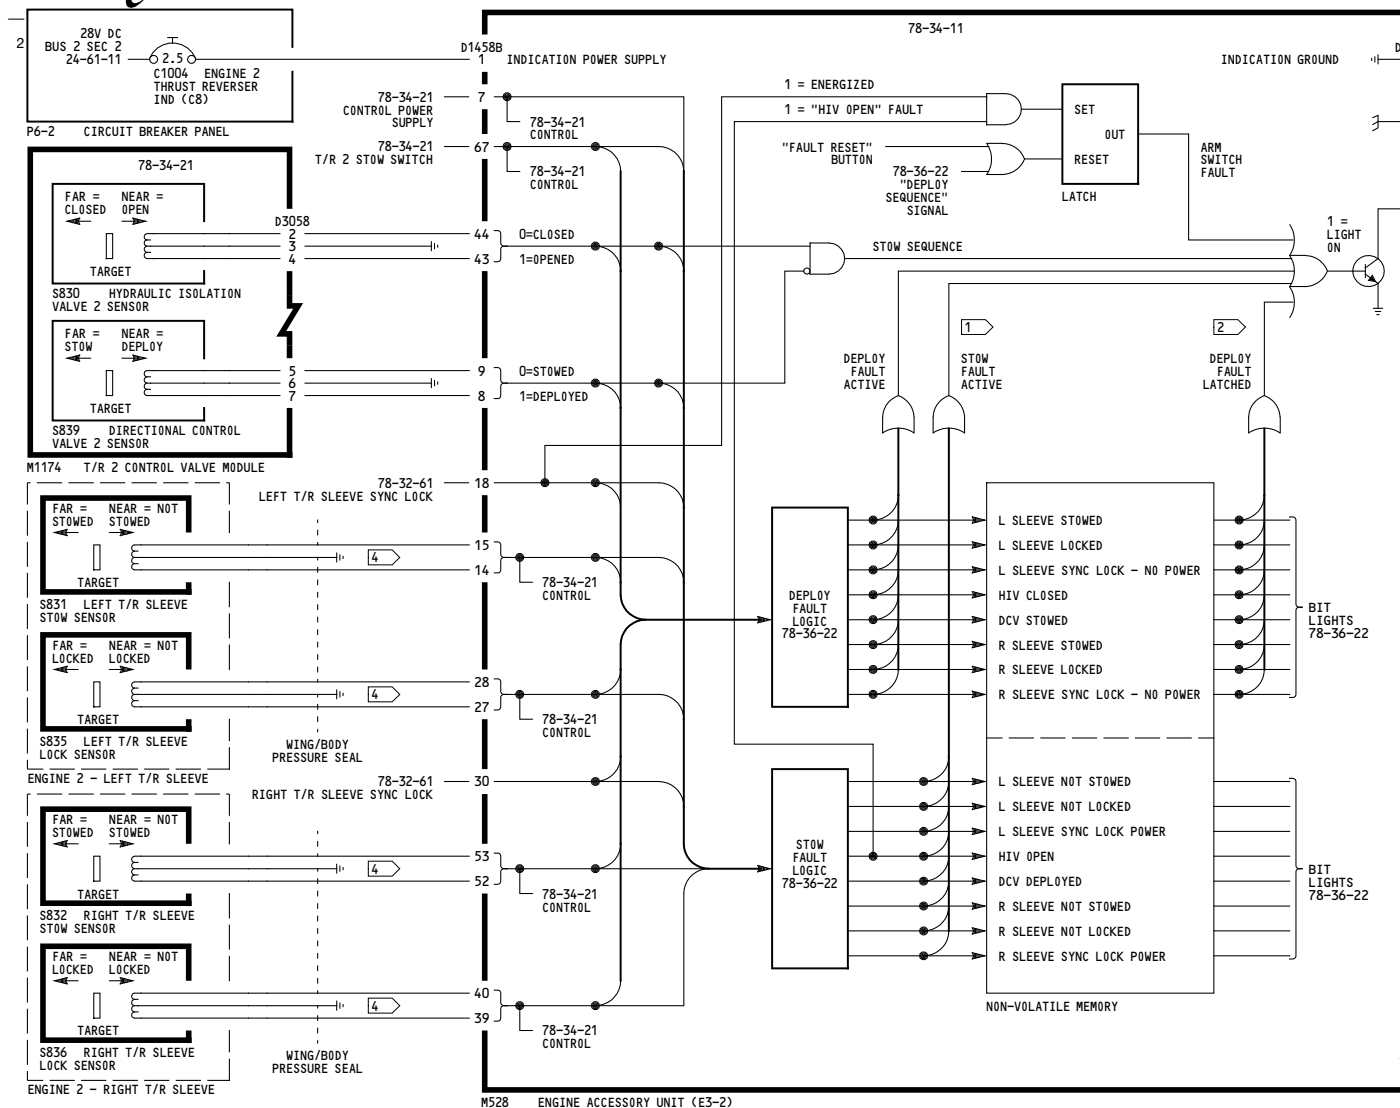 2
28V DC
BUS 2 SEC 2
24-61-11
2.5
C1004 ENGINE 2
THRUST REVERSER
IND (C8)
P6-2 CIRCUIT BREAKER PANEL
D1458B
1 INDICATION POWER SUPPLY
78-34-11
INDICATION GROUND
D
78-34-21
CONTROL POWER
SUPPLY
7
78-34-21
CONTROL
78-34-21
T/R 2 STOW SWITCH
67
78-34-21
CONTROL
1 = ENERGIZED
1 = "HIV OPEN" FAULT
"FAULT RESET"
BUTTON
78-36-22
"DEPLOY
SEQUENCE"
SIGNAL
SET
OUT
RESET
LATCH
ARM
SWITCH
FAULT
1 =
LIGHT
ON
78-34-21
FAR = NEAR =
CLOSED OPEN
TARGET
S830 HYDRAULIC ISOLATION
VALVE 2 SENSOR
D3058
2
3
4
44
43
0=CLOSED
1=OPENED
STOW SEQUENCE
FAR = NEAR =
STOW DEPLOY
TARGET
S839 DIRECTIONAL CONTROL
VALVE 2 SENSOR
5
6
7
9
8
0=STOWED
1=DEPLOYED
M1174 T/R 2 CONTROL VALVE MODULE
DEPLOY
FAULT
ACTIVE
1
STOW
FAULT
ACTIVE
2
DEPLOY
FAULT
LATCHED
78-32-61
LEFT T/R SLEEVE SYNC LOCK
18
FAR = NEAR = NOT
STOWED STOWED
TARGET
S831 LEFT T/R SLEEVE
STOW SENSOR
4
15
14
78-34-21
CONTROL
FAR = NEAR = NOT
LOCKED LOCKED
TARGET
S835 LEFT T/R SLEEVE
LOCK SENSOR
ENGINE 2 - LEFT T/R SLEEVE
4
28
27
78-34-21
CONTROL
WING/BODY
PRESSURE SEAL
78-32-61
RIGHT T/R SLEEVE SYNC LOCK
30
FAR = NEAR = NOT
STOWED STOWED
TARGET
S832 RIGHT T/R SLEEVE
STOW SENSOR
4
53
52
78-34-21
CONTROL
FAR = NEAR = NOT
LOCKED LOCKED
TARGET
S836 RIGHT T/R SLEEVE
LOCK SENSOR
ENGINE 2 - RIGHT T/R SLEEVE
4
40
39
78-34-21
CONTROL
WING/BODY
PRESSURE SEAL
DEPLOY
FAULT
LOGIC
78-36-22
L SLEEVE STOWED
L SLEEVE LOCKED
L SLEEVE SYNC LOCK - NO POWER
HIV CLOSED
DCV STOWED
R SLEEVE STOWED
R SLEEVE LOCKED
R SLEEVE SYNC LOCK - NO POWER
BIT
LIGHTS
78-36-22
STOW
FAULT
LOGIC
78-36-22
L SLEEVE NOT STOWED
L SLEEVE NOT LOCKED
L SLEEVE SYNC LOCK POWER
HIV OPEN
DCV DEPLOYED
R SLEEVE NOT STOWED
R SLEEVE NOT LOCKED
R SLEEVE SYNC LOCK POWER
BIT
LIGHTS
78-36-22
NON-VOLATILE MEMORY
M528 ENGINE ACCESSORY UNIT (E3-2)